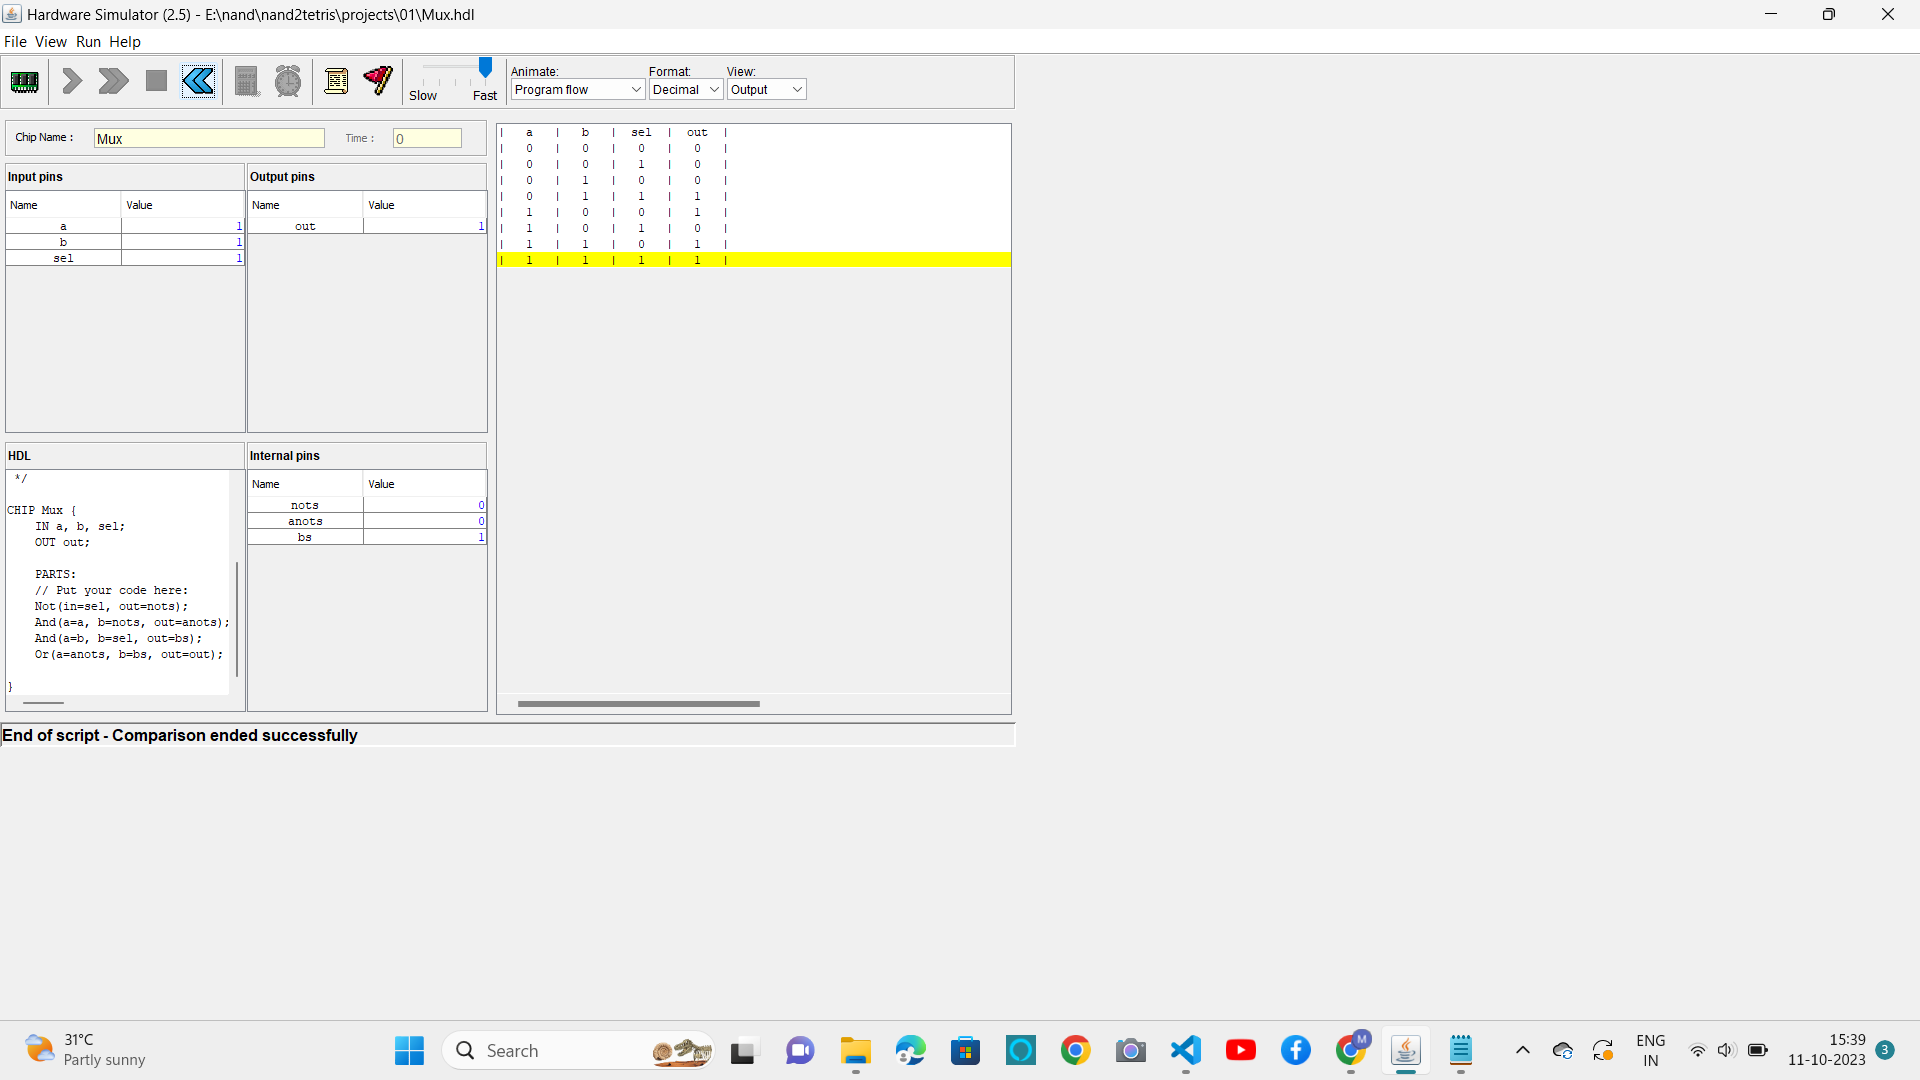 Hardware Simulator (2.5) - E:\nand\nand2tetris\projects\01\Mux.hdl
File View Run Help
Slow Fast
Animate: Format: View:
Program flow Decimal Output
Chip Name : Mux Time : 0
Input pins
Name Value
a 1
b 1
sel 1
Output pins
Name Value
out 1
| a | b | sel | out |
| 0 | 0 | 0 | 0 |
| 0 | 0 | 1 | 0 |
| 0 | 1 | 0 | 0 |
| 0 | 1 | 1 | 1 |
| 1 | 0 | 0 | 1 |
| 1 | 0 | 1 | 0 |
| 1 | 1 | 0 | 1 |
| 1 | 1 | 1 | 1 |
HDL
*/
CHIP Mux {
IN a, b, sel;
OUT out;
PARTS:
// Put your code here:
Not(in=sel, out=nots);
And(a=a, b=nots, out=anots);
And(a=b, b=sel, out=bs);
Or(a=anots, b=bs, out=out);
}
Internal pins
Name Value
nots 0
anots 0
bs 1
End of script - Comparison ended successfully
31°C
Partly sunny
Search
M
ENG
IN
15:39
11-10-2023
3